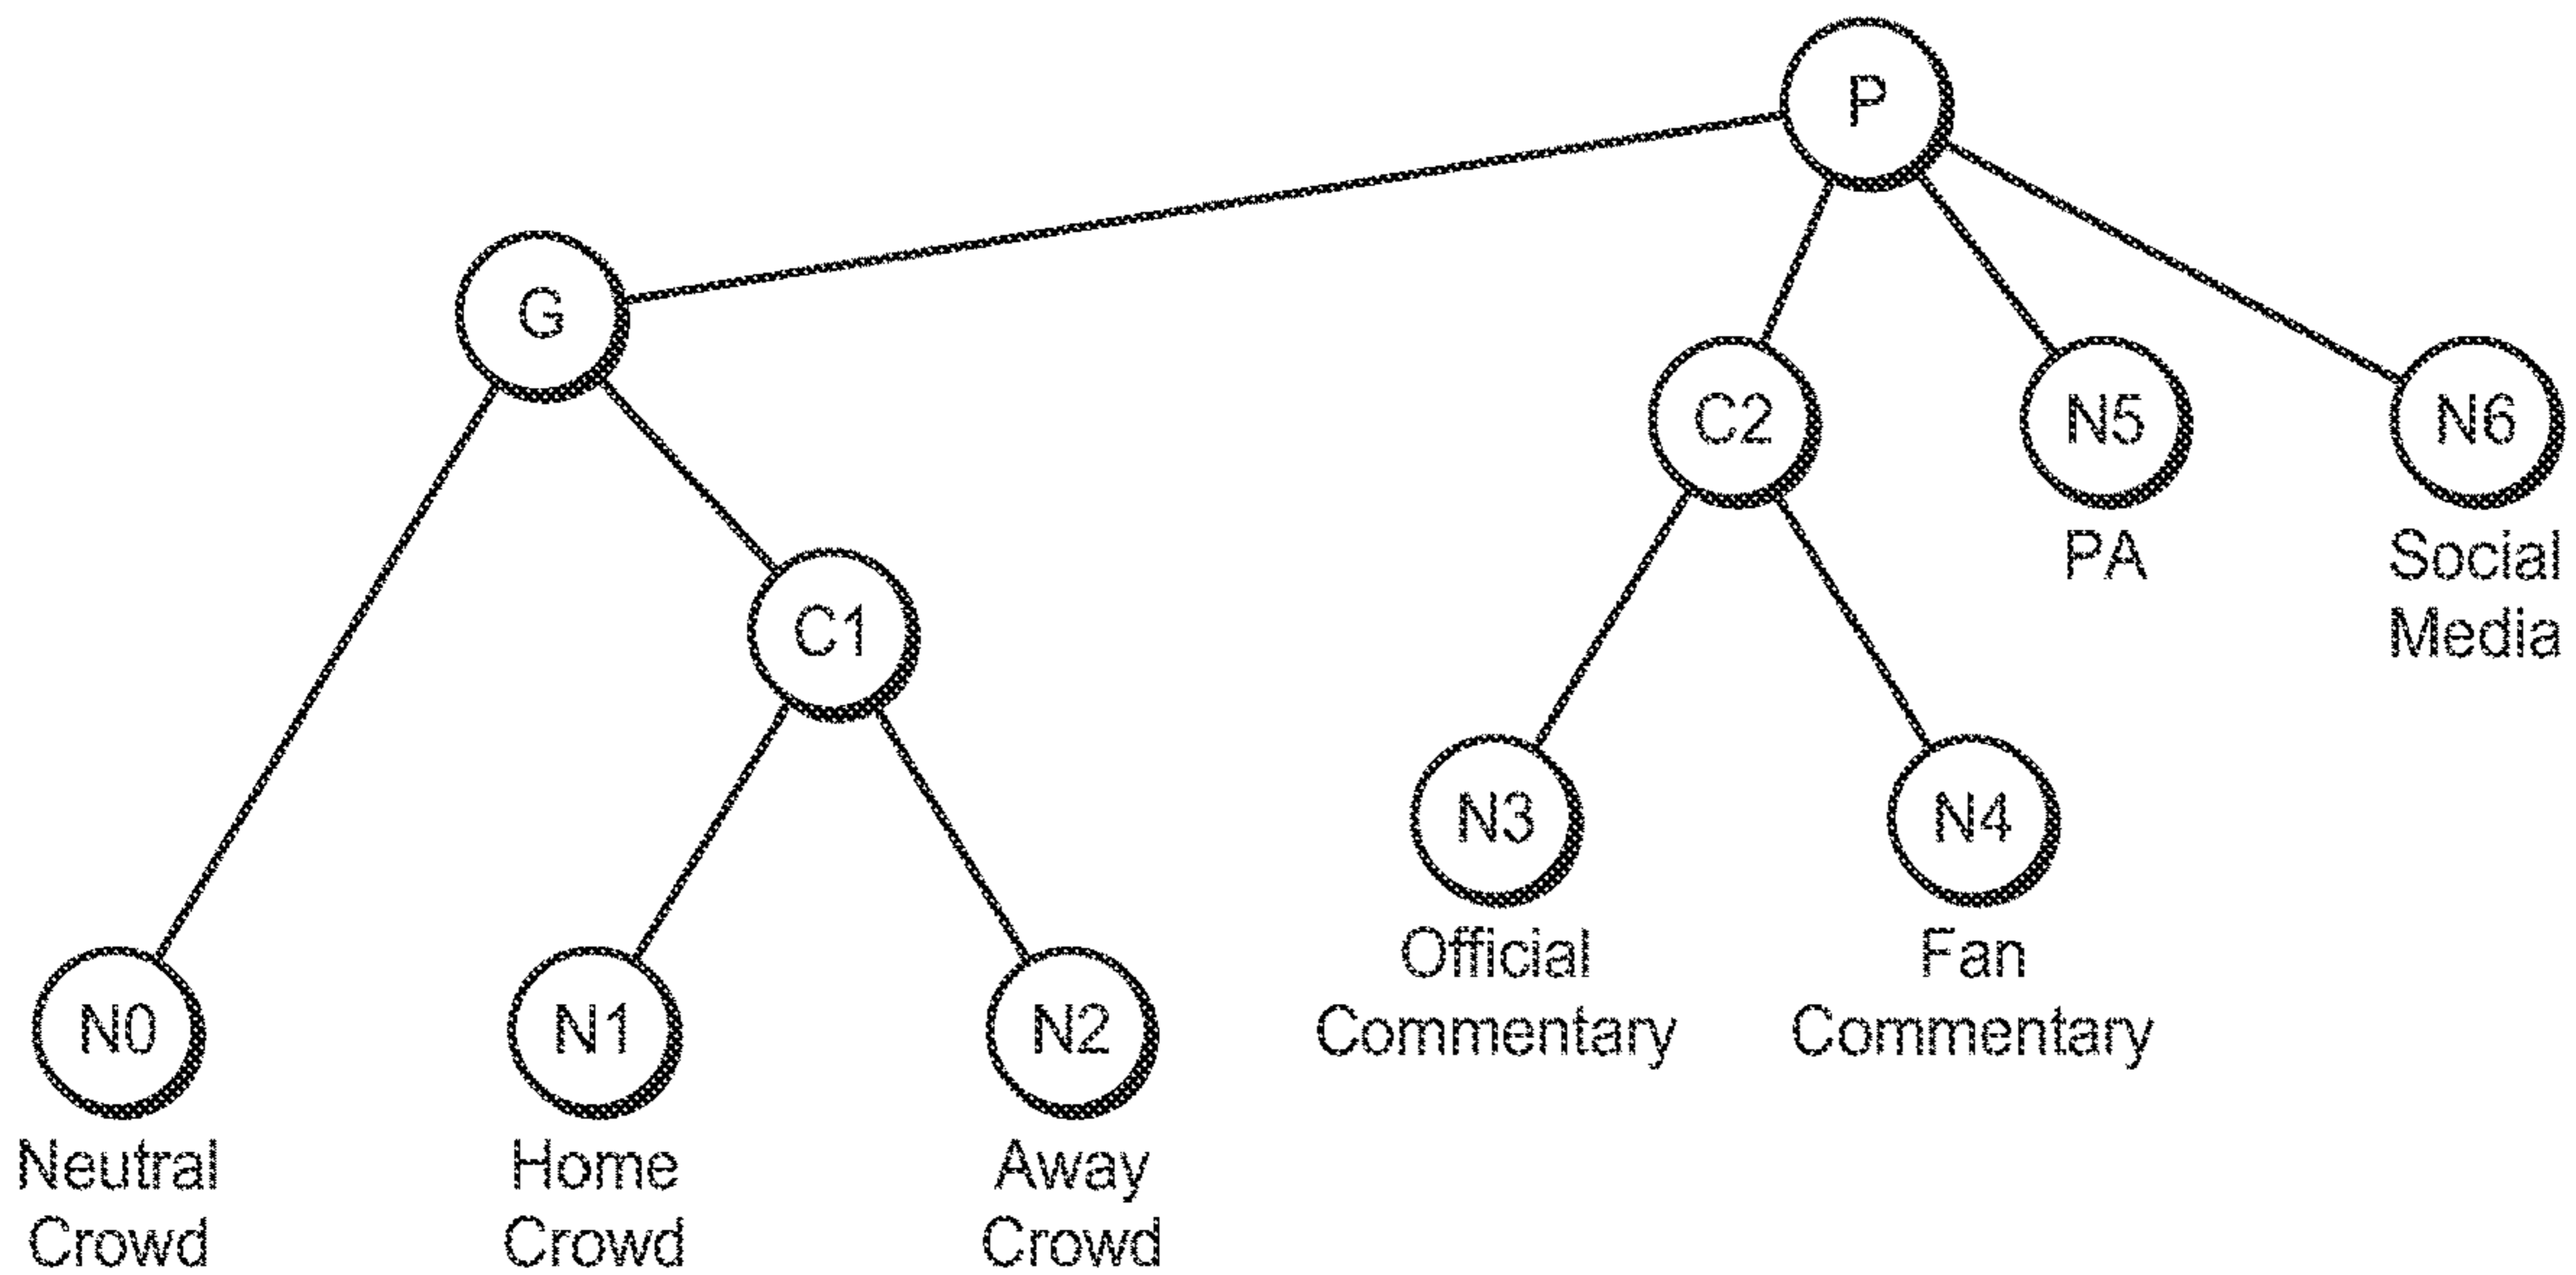 P
G
C2
N5
N6
PA
Social
Media
C1
N3
N4
Official
Commentary
Fan
Commentary
N0
N1
N2
Neutral
Crowd
Home
Crowd
Away
Crowd